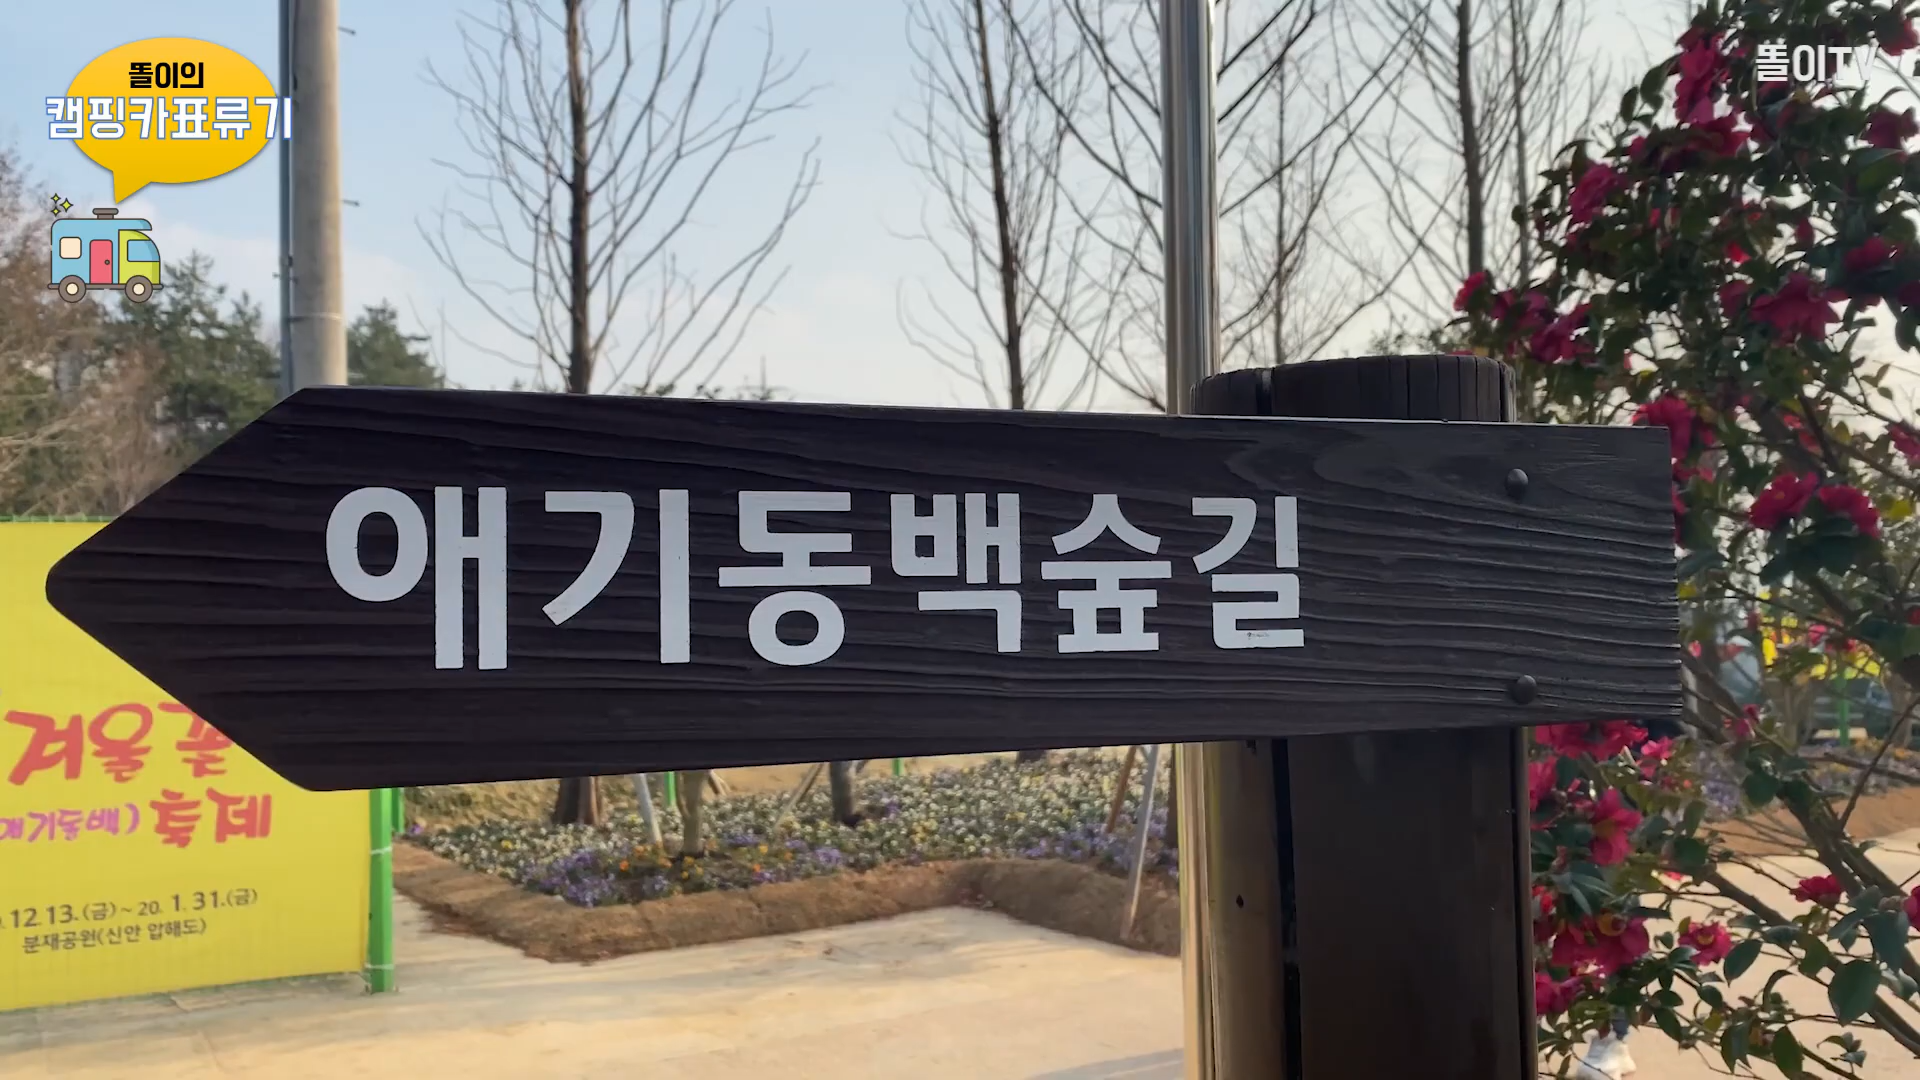 똘이의
캠핑카표류기
똘이TV
애기동백숲길
겨울꽃
애기동백) 축제
.12.13.(금) ~ 20. 1. 31.(금)
분재공원(신안 압해도)